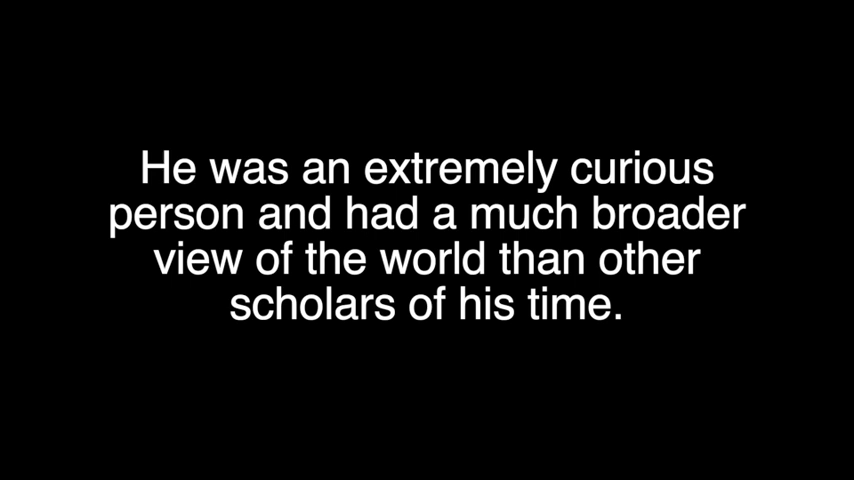 He was an extremely curious
person and had a much broader
view of the world than other
scholars of his time.